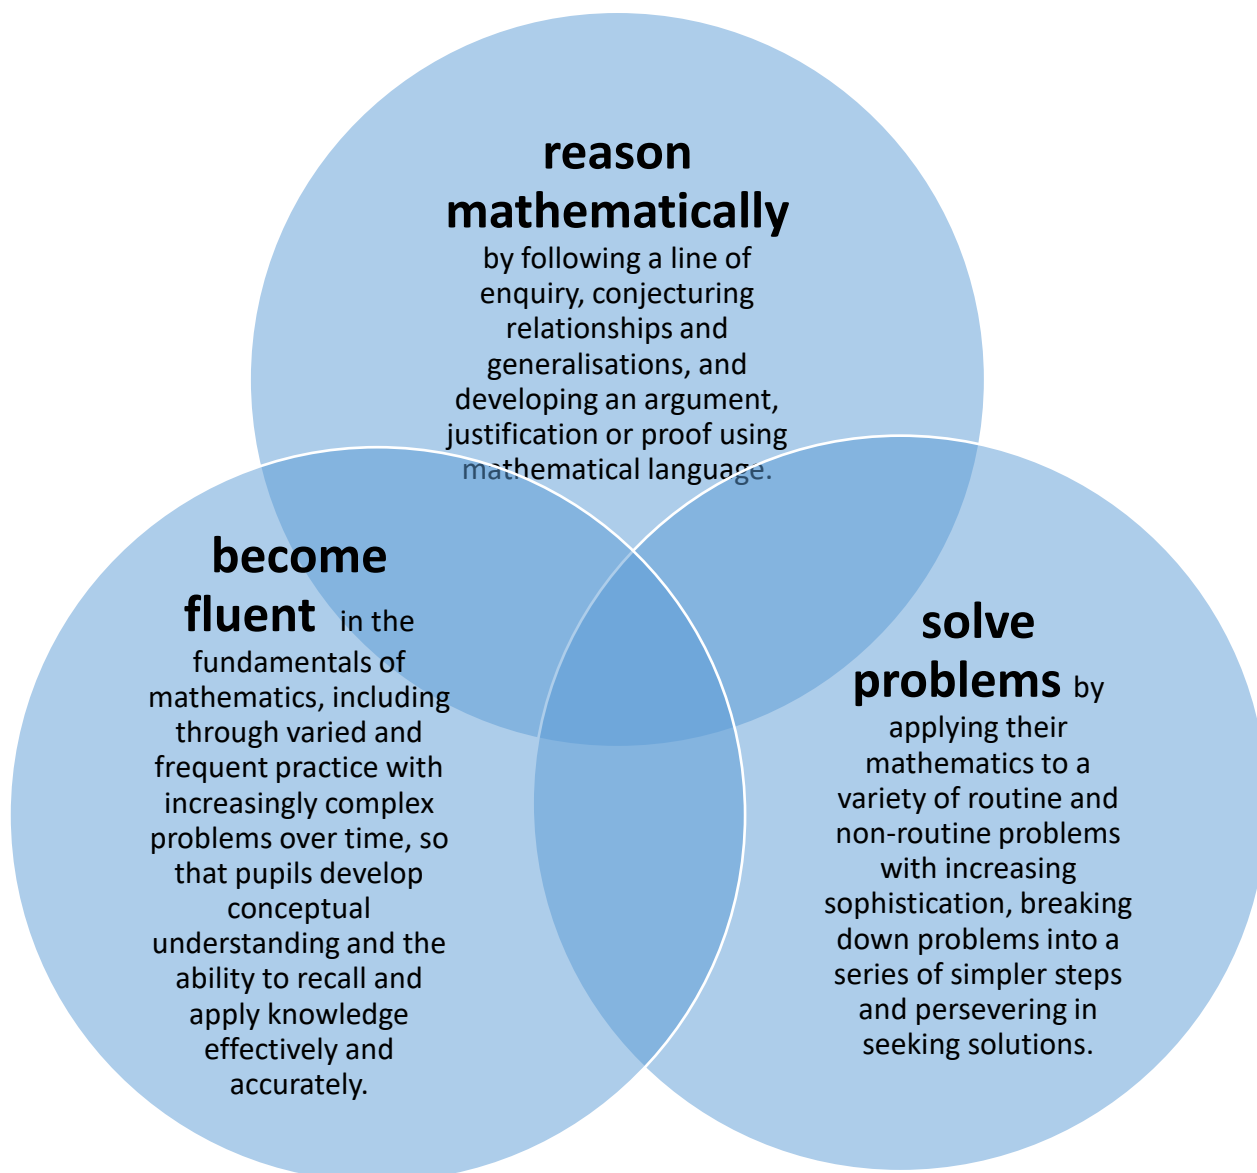 reason
mathematically
by following a line of
enquiry, conjecturing
relationships and
generalisations, and
developing an argument,
justification or proof using
mathematical language.
become
fluent in the
fundamentals of
mathematics, including
through varied and
frequent practice with
increasingly complex
problems over time, so
that pupils develop
conceptual
understanding and the
ability to recall and
apply knowledge
effectively and
accurately.
solve
problems by
applying their
mathematics to a
variety of routine and
non-routine problems
with increasing
sophistication, breaking
down problems into a
series of simpler steps
and persevering in
seeking solutions.